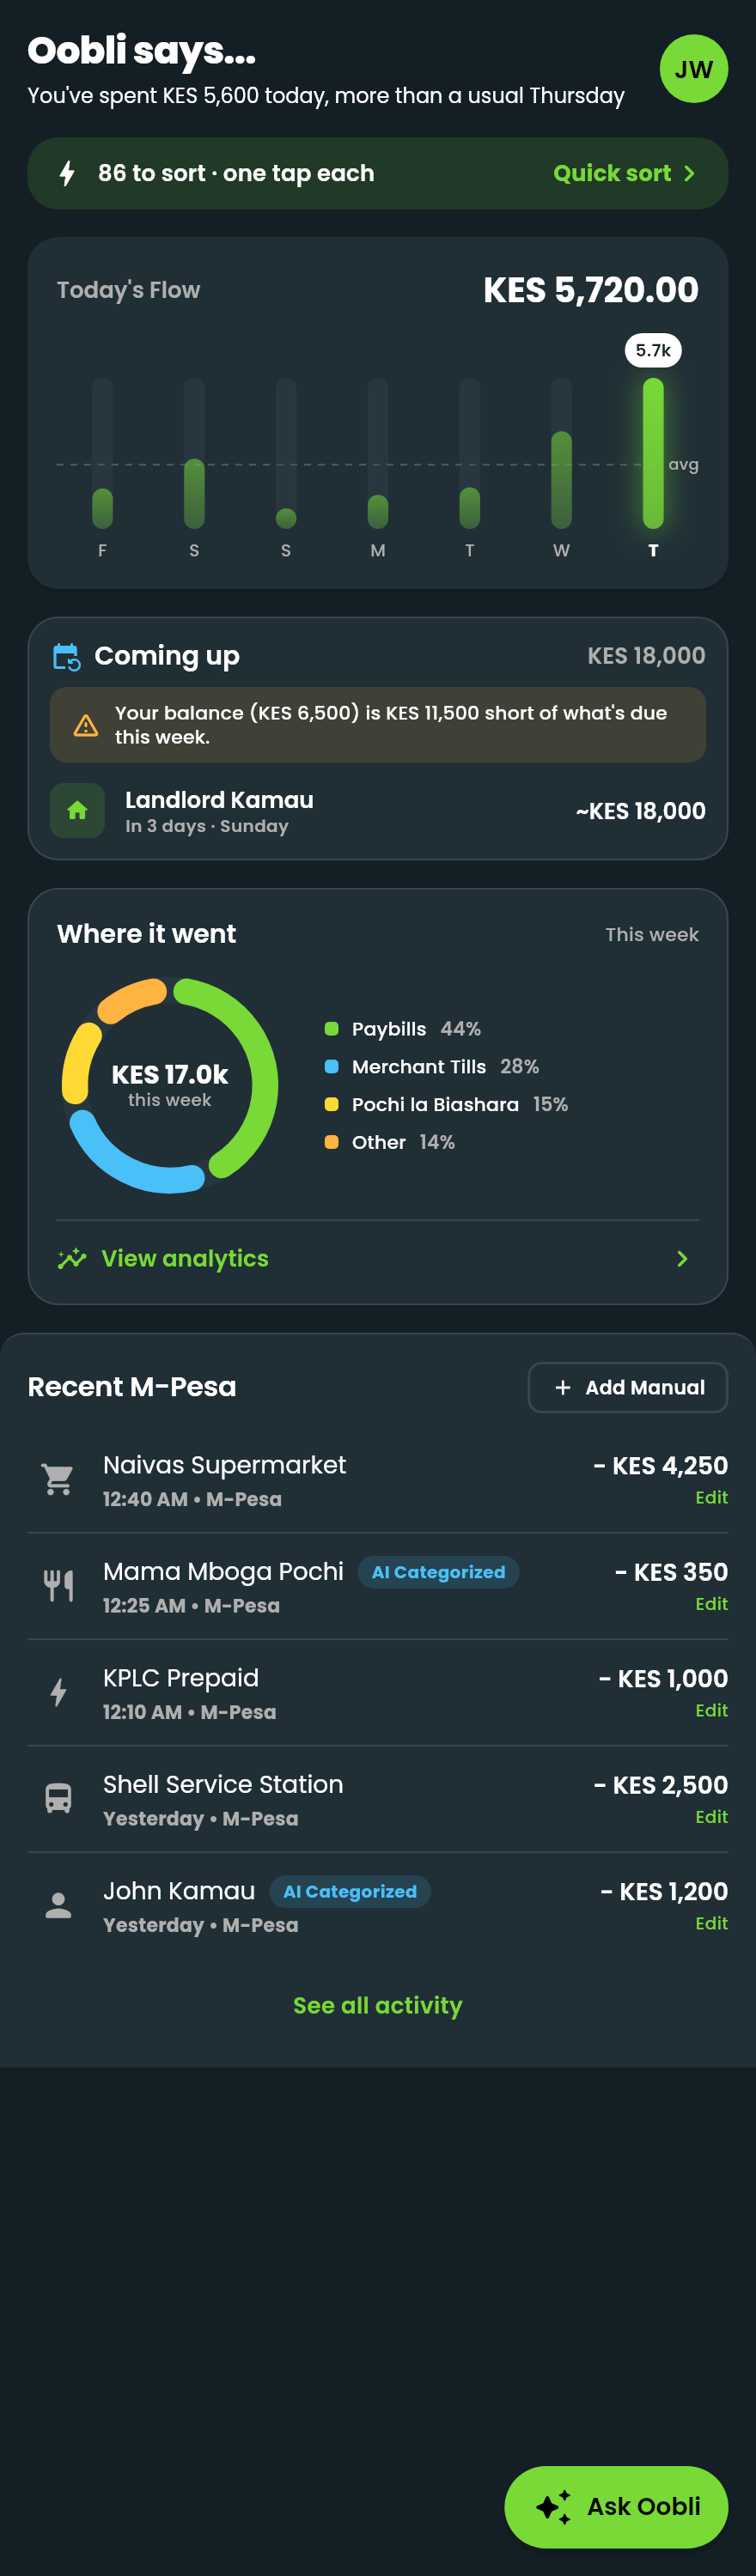 Oobli says...
You've spent KES 5,600 today, more than a usual Thursday
JW
86 to sort · one tap each
Quick sort
Today's Flow
KES 5,720.00
5.7k
avg
F S S M T W T
Coming up
KES 18,000
Your balance (KES 6,500) is KES 11,500 short of what's due
this week.
Landlord Kamau
~KES 18,000
In 3 days · Sunday
Where it went
This week
KES 17.0k
this week
Paybills 44%
Merchant Tills 28%
Pochi la Biashara 15%
Other 14%
View analytics
Recent M-Pesa
+ Add Manual
Naivas Supermarket
- KES 4,250
12:40 AM • M-Pesa
Edit
Mama Mboga Pochi AI Categorized
- KES 350
12:25 AM • M-Pesa
Edit
KPLC Prepaid
- KES 1,000
12:10 AM • M-Pesa
Edit
Shell Service Station
- KES 2,500
Yesterday • M-Pesa
Edit
John Kamau AI Categorized
- KES 1,200
Yesterday • M-Pesa
Edit
See all activity
Ask Oobli